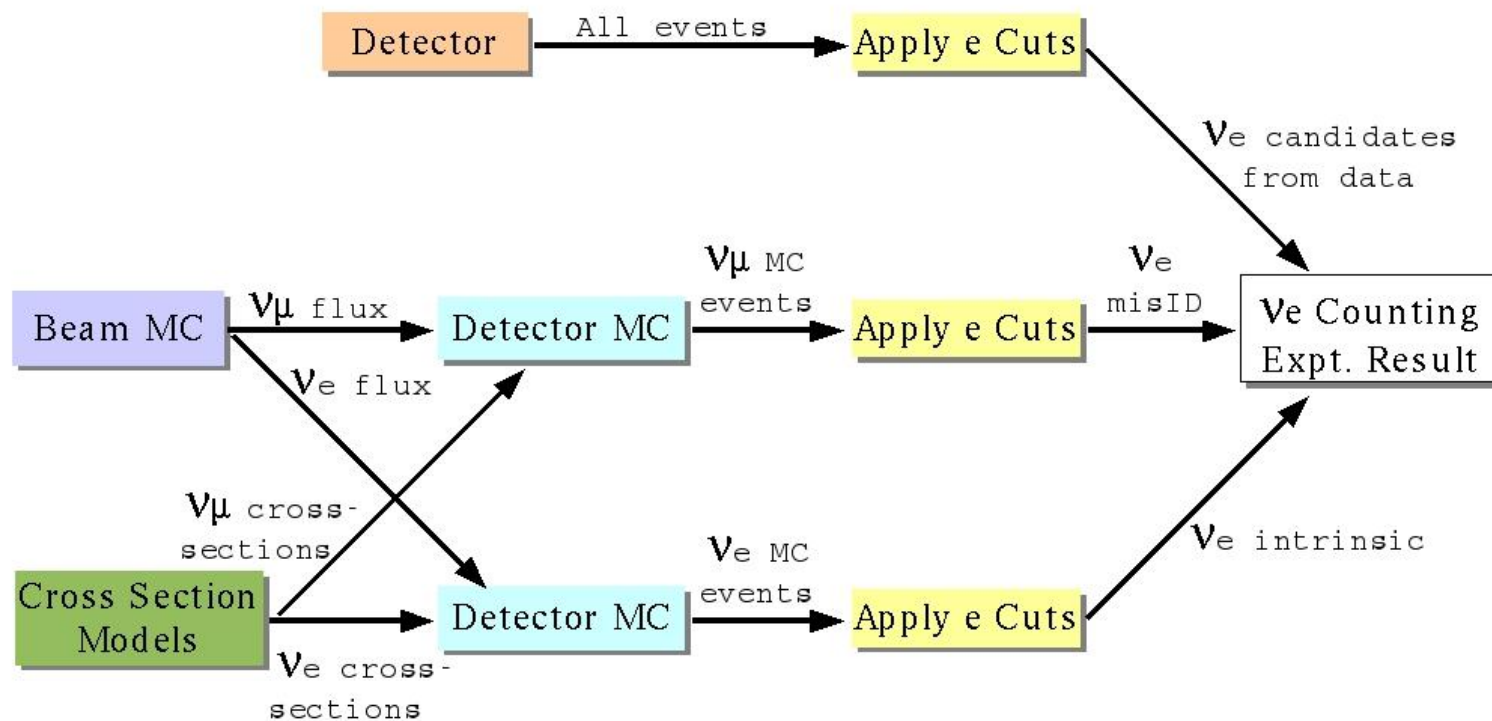 Detector
All events
Apply e Cuts
νe candidates
from data
Beam MC
νμ flux
νe flux
Detector MC
νμ MC
events
Apply e Cuts
νe
misID
νe Counting
Expt. Result
νμ cross-
sections
Cross Section
Models
νe cross-
sections
Detector MC
νe MC
events
Apply e Cuts
νe intrinsic